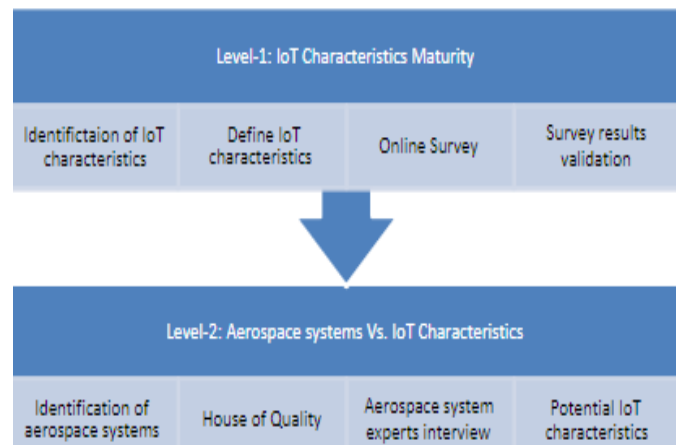 Level-1: IoT Characteristics Maturity
Identifictaion of IoT
characteristics
Define IoT
characteristics
Online Survey
Survey results
validation
Level-2: Aerospace systems Vs. IoT Characteristics
Identification of
aerospace systems
House of Quality
Aerospace system
experts interview
Potential IoT
characteristics